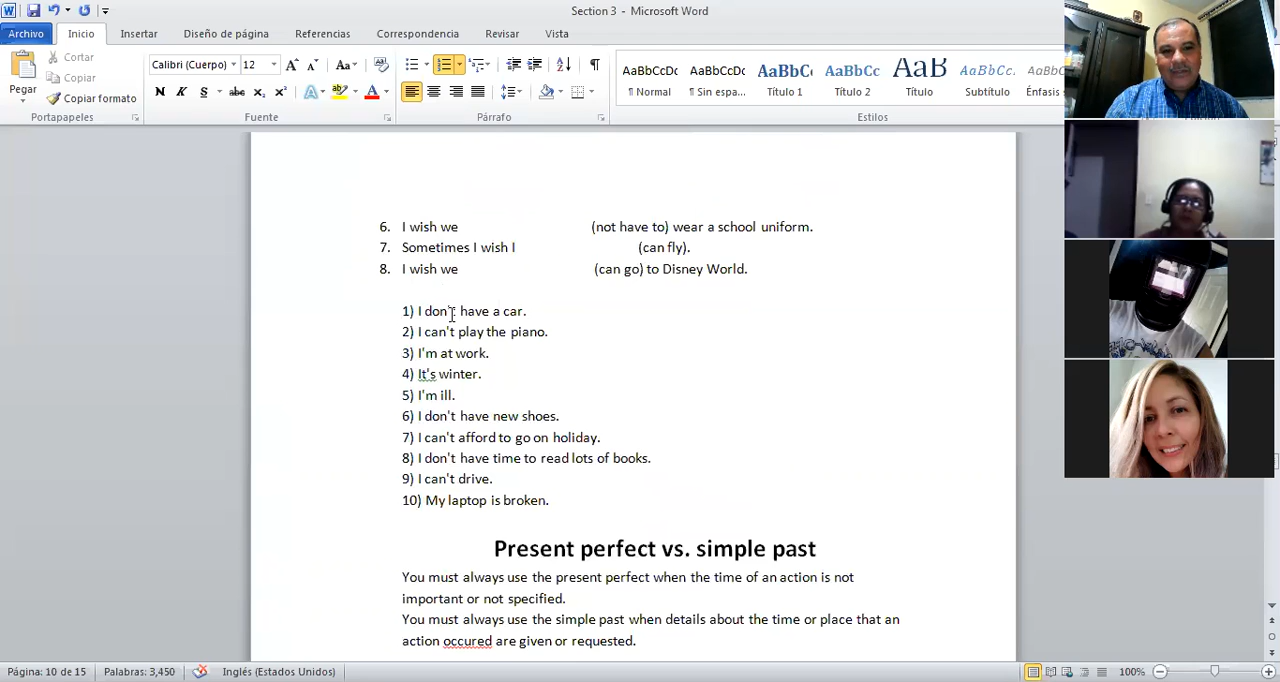 Section 3 - Microsoft Word
Archivo Inicio Insertar Diseño de página Referencias Correspondencia Revisar Vista
Cortar
Copiar
Copiar formato
Pegar
Portapapeles
Calibri (Cuerpo) 12
N K S abc x₂ x² A A
Fuente
Párrafo
AaBbCcDc AaBbCcDc AaBbC AaBbCc AaB AaBbCc AaBbCc
¶ Normal ¶ Sin espa... Título 1 Título 2 Título Subtítulo Énfasis
Estilos
6. I wish we (not have to) wear a school uniform.
7. Sometimes I wish I (can fly).
8. I wish we (can go) to Disney World.
1) I don't have a car.
2) I can't play the piano.
3) I'm at work.
4) It's winter.
5) I'm ill.
6) I don't have new shoes.
7) I can't afford to go on holiday.
8) I don't have time to read lots of books.
9) I can't drive.
10) My laptop is broken.
Present perfect vs. simple past
You must always use the present perfect when the time of an action is not
important or not specified.
You must always use the simple past when details about the time or place that an
action occured are given or requested.
Página: 10 de 15 Palabras: 3,450 Inglés (Estados Unidos) 100%